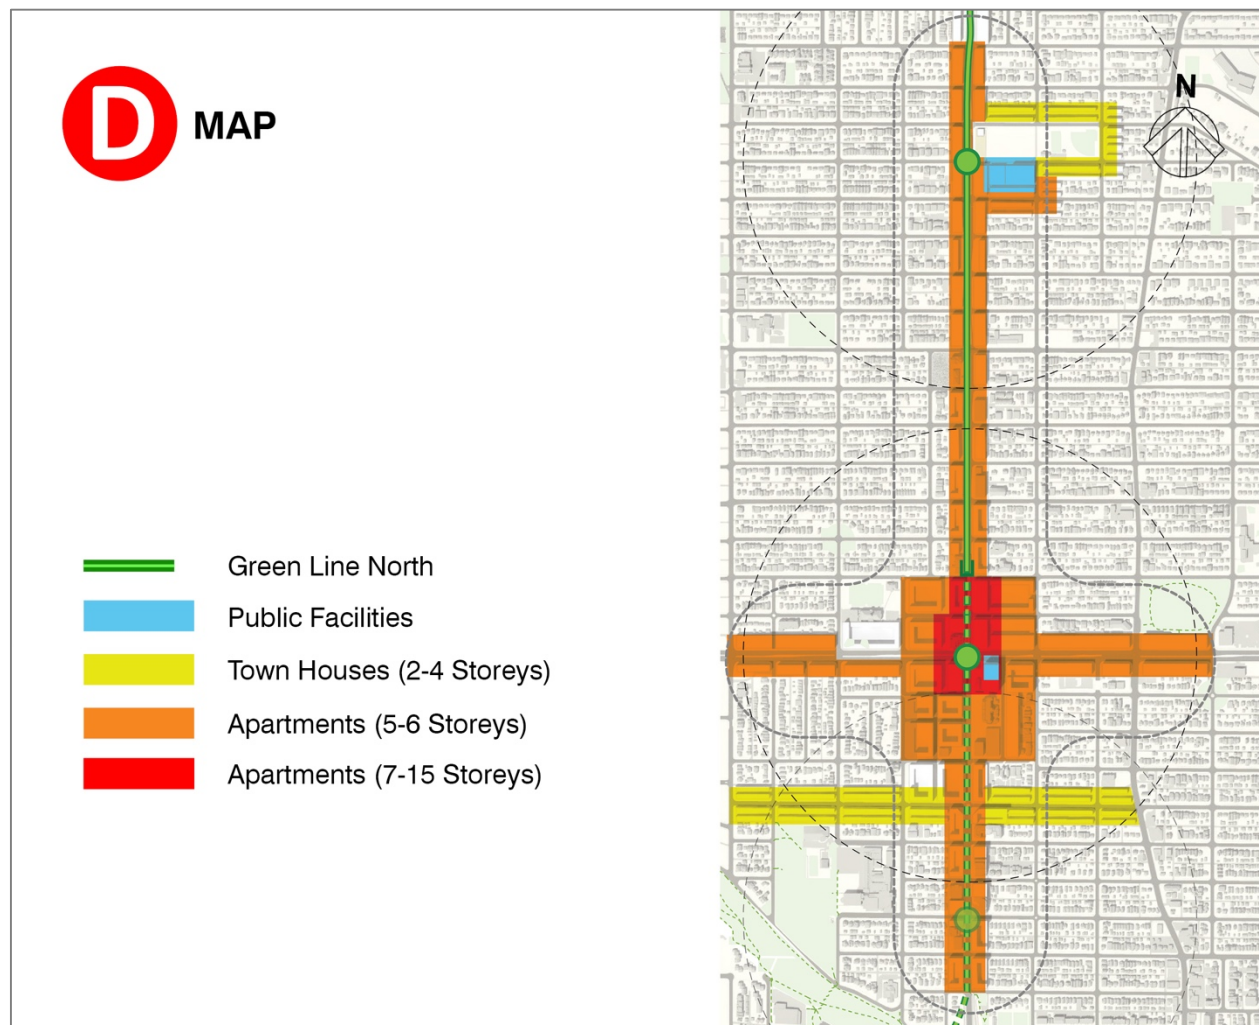 D MAP
N
Green Line North
Public Facilities
Town Houses (2-4 Storeys)
Apartments (5-6 Storeys)
Apartments (7-15 Storeys)